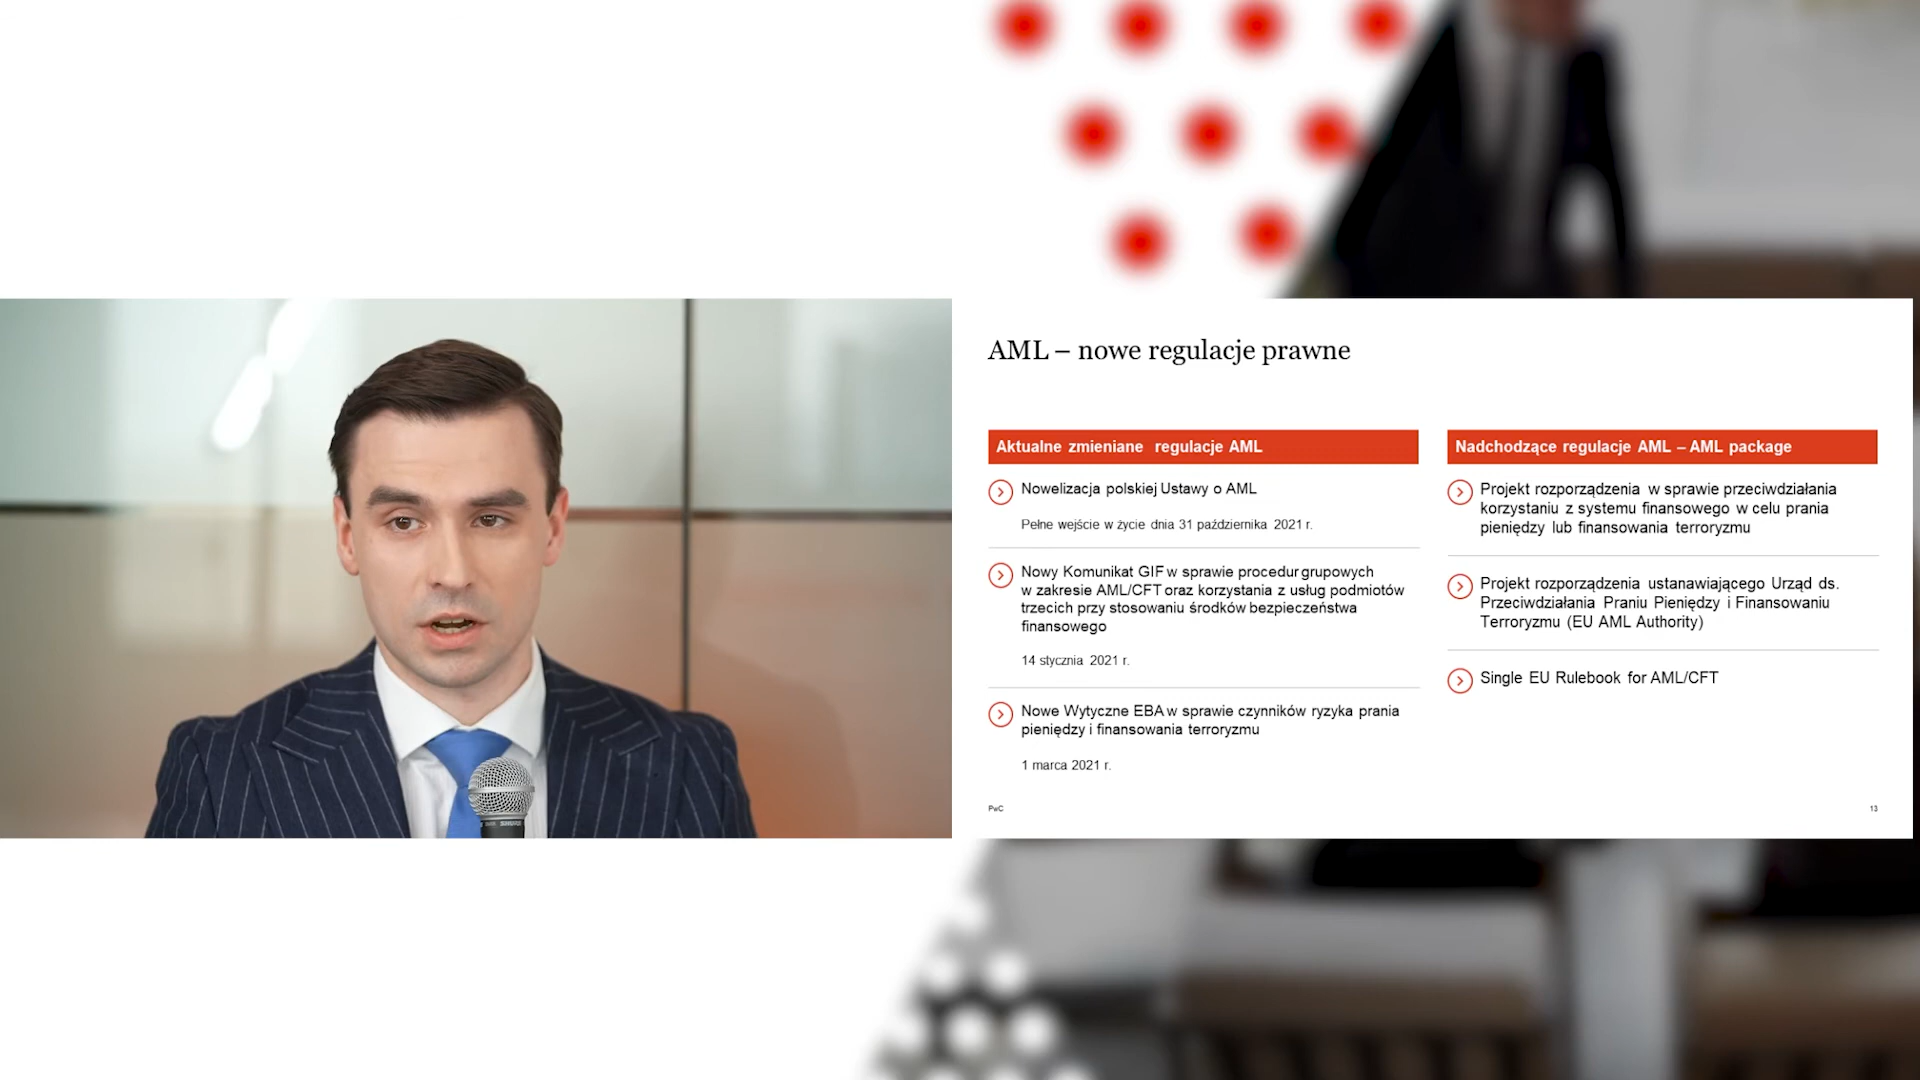 AML – nowe regulacje prawne
Aktualne zmieniane regulacje AML
Nowelizacja polskiej Ustawy o AML
Pełne wejście w życie dnia 31 października 2021 r.
Nowy Komunikat GIF w sprawie procedur grupowych
w zakresie AML/CFT oraz korzystania z usług podmiotów
trzecich przy stosowaniu środków bezpieczeństwa
finansowego
14 stycznia 2021 r.
Nowe Wytyczne EBA w sprawie czynników ryzyka prania
pieniędzy i finansowania terroryzmu
1 marca 2021 r.
Nadchodzące regulacje AML – AML package
Projekt rozporządzenia w sprawie przeciwdziałania
korzystaniu z systemu finansowego w celu prania
pieniędzy lub finansowania terroryzmu
Projekt rozporządzenia ustanawiającego Urząd ds.
Przeciwdziałania Praniu Pieniędzy i Finansowaniu
Terroryzmu (EU AML Authority)
Single EU Rulebook for AML/CFT
PwC
13
SHURE